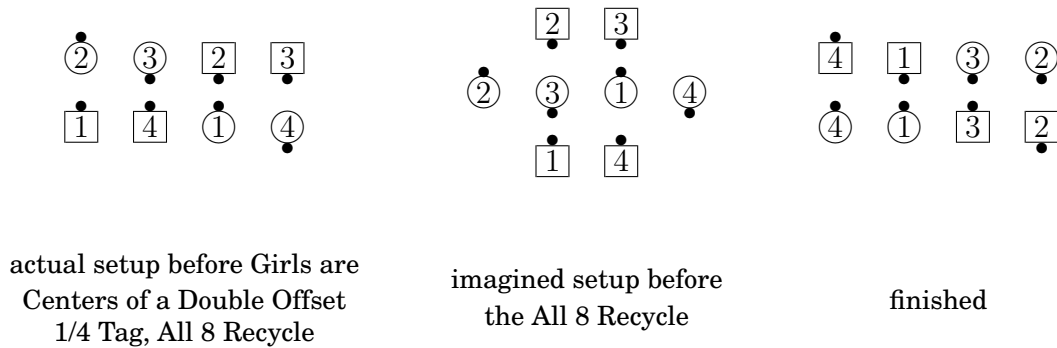 2 3
2 3 2 3 4 1 3 2
2 3 1 4
1 4 1 4 4 1 3 2
1 4
actual setup before Girls are
Centers of a Double Offset
1/4 Tag, All 8 Recycle
imagined setup before
the All 8 Recycle
finished